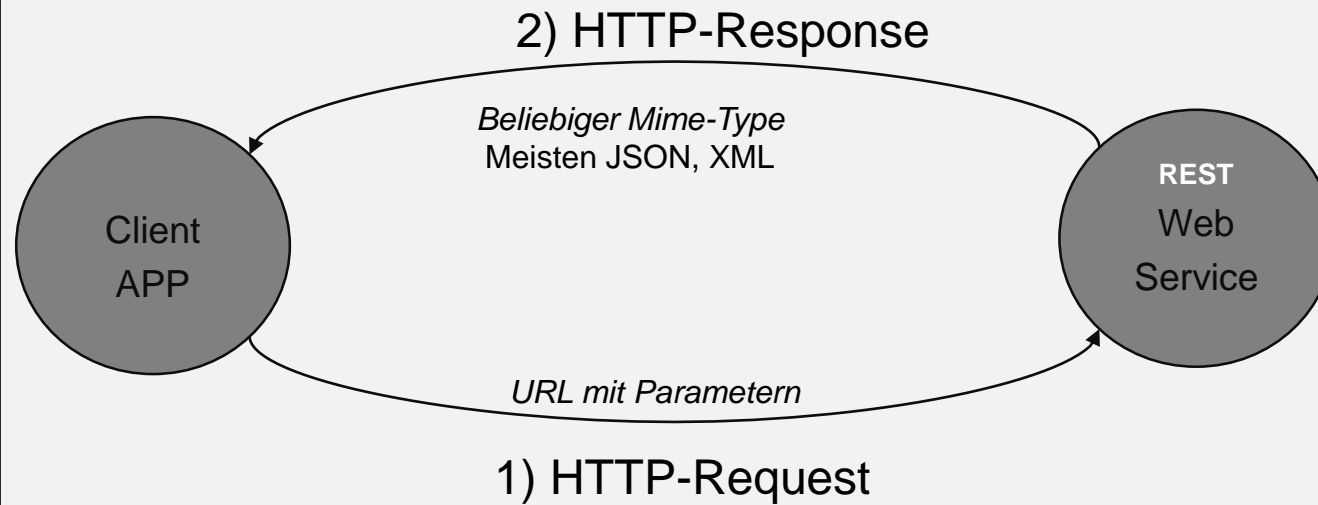 2) HTTP-Response
Beliebiger Mime-Type
Meisten JSON, XML
Client
APP
REST
Web
Service
URL mit Parametern
1) HTTP-Request